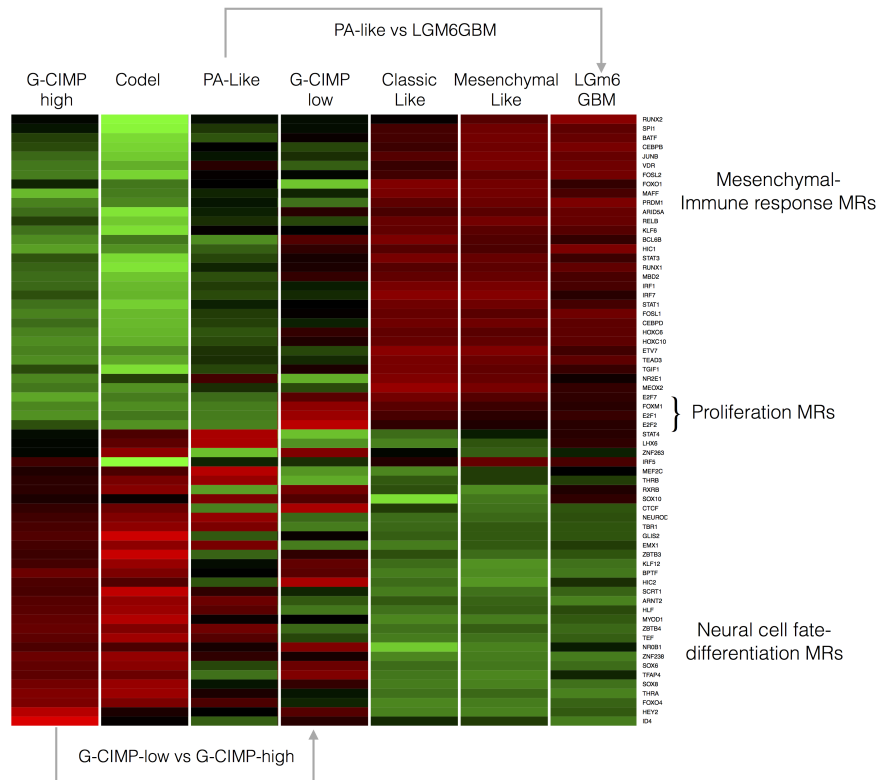 PA-like vs LGM6GBM
G-CIMP
high
Codel
PA-Like
G-CIMP
low
Classic
Like
Mesenchymal
Like
LGm6
GBM
RUNX2
SPI1
BATF
CEBPB
JUNB
VDR
FOSL2
FOXO1
MAFF
PRDM1
ARID5A
RELB
KLF6
BCL6B
HIC1
STAT3
RUNX1
MBD2
IRF1
IRF7
STAT1
FOSL1
CEBPD
HOXC6
HOXC10
ETV7
TEAD3
TGIF1
NR2E1
MEOX2
E2F7
FOXM1
E2F1
E2F2
STAT4
LHX6
ZNF263
IRF5
MEF2C
THRB
RXRB
SOX10
CTCF
NEUROC
TBR1
GLIS2
EMX1
ZBTB3
KLF12
BPTF
HIC2
SCRT1
ARNT2
HLF
MYOD1
ZBTB4
TEF
NR0B1
ZNF238
SOX6
TFAP4
SOX8
THRA
FOXO4
HEY2
ID4
Mesenchymal-
Immune response MRs
Proliferation MRs
Neural cell fate-
differentiation MRs
G-CIMP-low vs G-CIMP-high